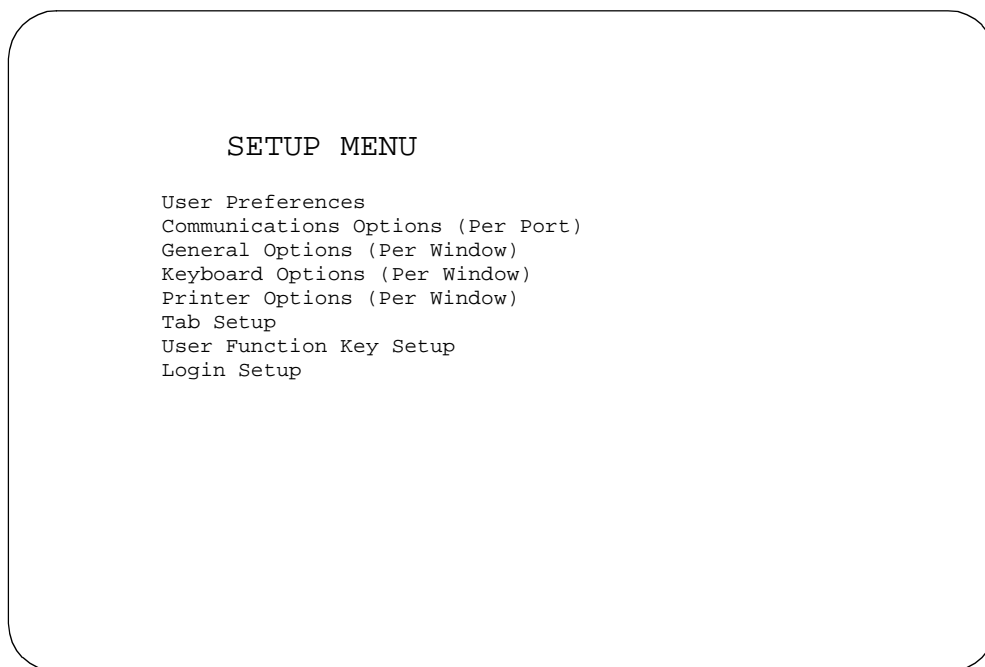 SETUP MENU
User Preferences
Communications Options (Per Port)
General Options (Per Window)
Keyboard Options (Per Window)
Printer Options (Per Window)
Tab Setup
User Function Key Setup
Login Setup